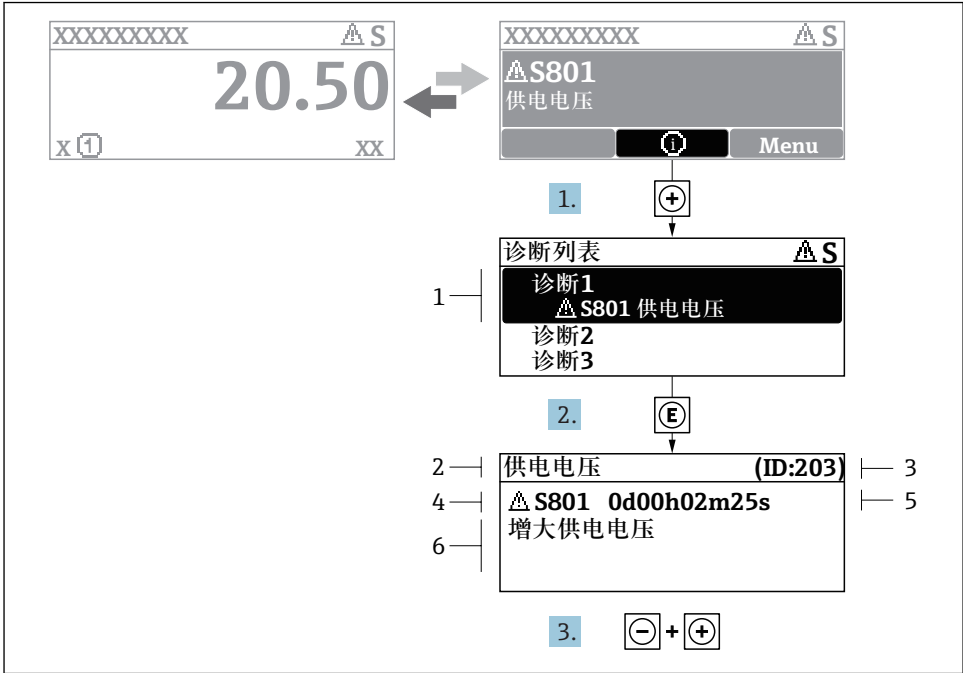 XXXXXXXXX ⚠ S
20.50
X ① XX
XXXXXXXXX ⚠ S
⚠S801
供电电压
ⓘ Menu
1. +
诊断列表 ⚠ S
1
诊断1
⚠ S801 供电电压
诊断2
诊断3
2. E
2 供电电压 (ID:203) 3
4 ⚠ S801 0d00h02m25s 5
6 增大供电电压
3. - + +